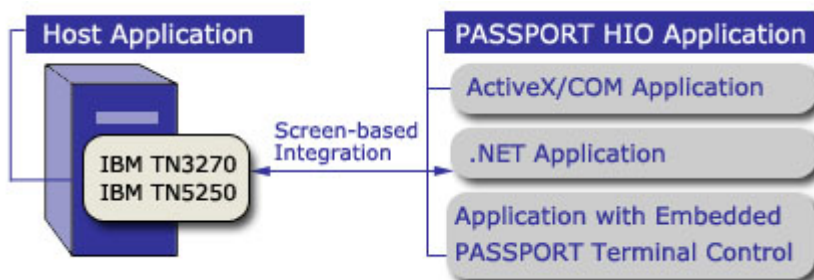 Host Application
IBM TN3270
IBM TN5250
Screen-based
Integration
PASSPORT HIO Application
ActiveX/COM Application
.NET Application
Application with Embedded
PASSPORT Terminal Control